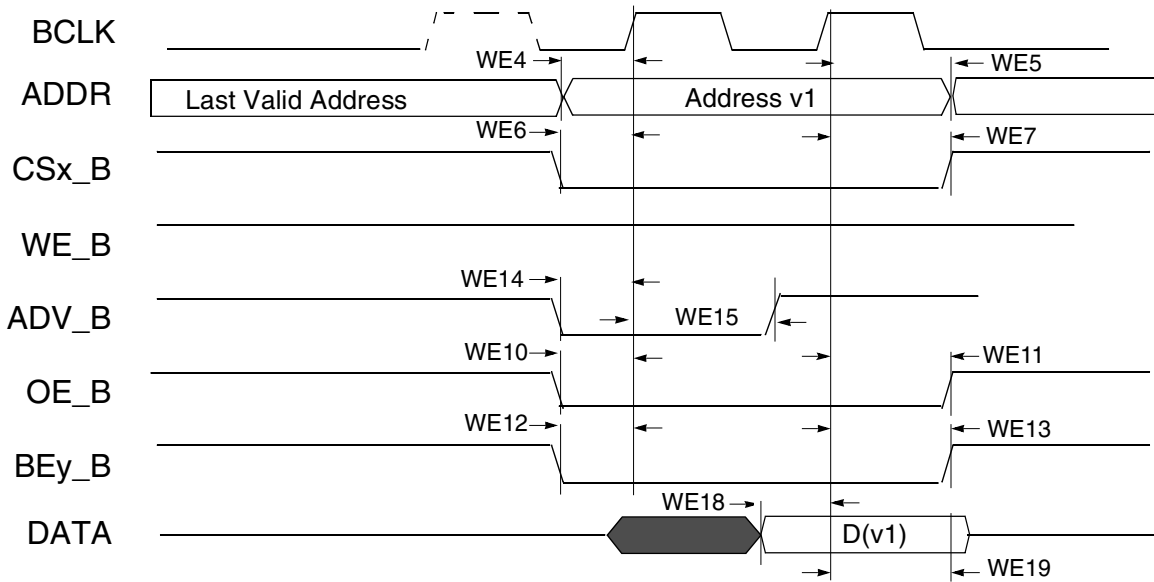 BCLK
WE4 WE5
ADDR Last Valid Address Address v1
WE6 WE7
CSx_B
WE_B
WE14
ADV_B WE15
WE10 WE11
OE_B
WE12 WE13
BEy_B
WE18
DATA D(v1)
WE19